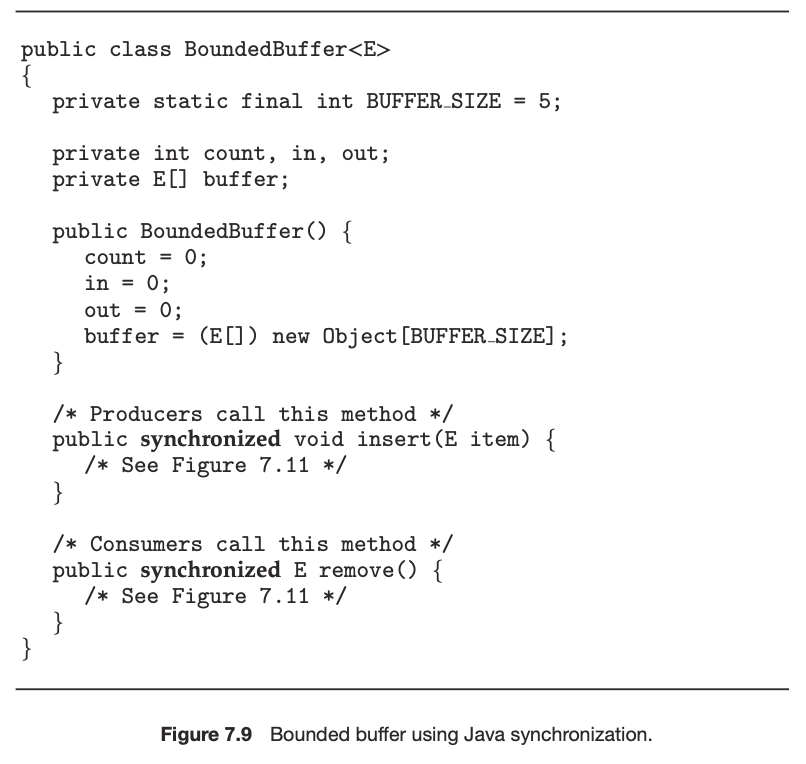 public class BoundedBuffer<E>
{
private static final int BUFFER_SIZE = 5;
private int count, in, out;
private E[] buffer;
public BoundedBuffer() {
count = 0;
in = 0;
out = 0;
buffer = (E[]) new Object[BUFFER_SIZE];
}
/* Producers call this method */
public synchronized void insert(E item) {
/* See Figure 7.11 */
}
/* Consumers call this method */
public synchronized E remove() {
/* See Figure 7.11 */
}
}
Figure 7.9 Bounded buffer using Java synchronization.